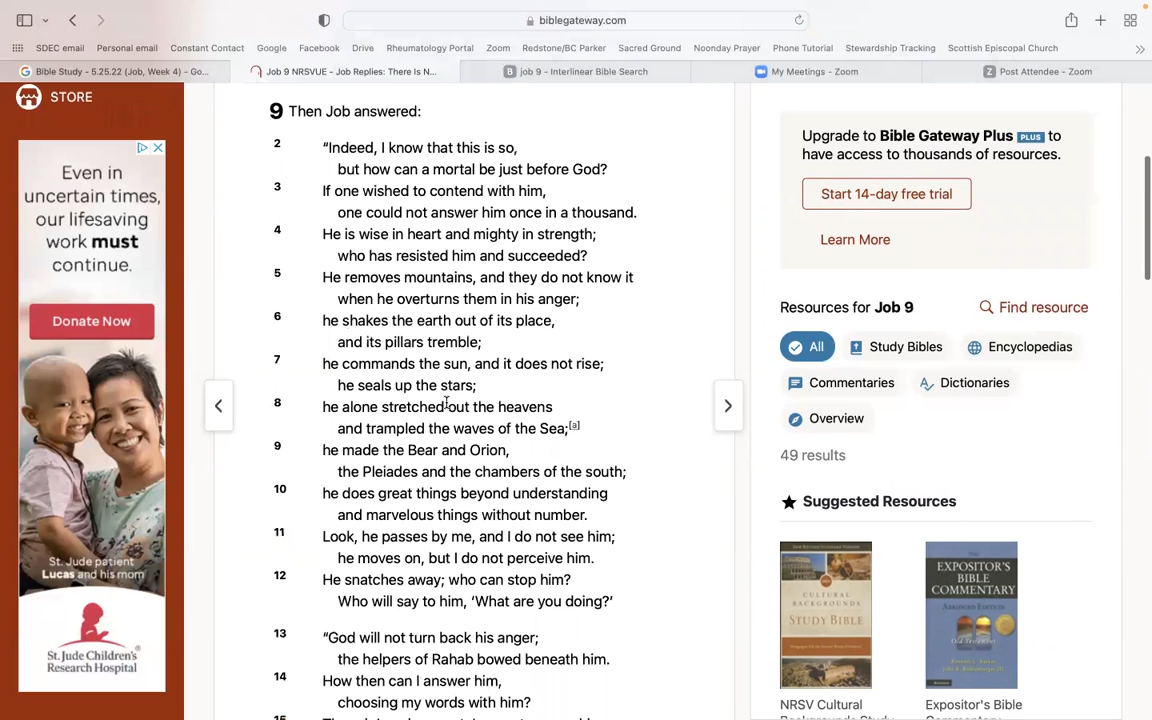 biblegateway.com
SDEC email Personal email Constant Contact Google Facebook Drive Rheumatology Portal Zoom Redstone/BC Parker Sacred Ground Noonday Prayer Phone Tutorial Stewardship Tracking Scottish Episcopal Church
Bible Study - 5.25.22 (Job, Week 4) - Go... Job 9 NRSVUE - Job Replies: There Is N... job 9 - Interlinear Bible Search My Meetings - Zoom Post Attendee - Zoom
STORE
Even in
uncertain times,
our lifesaving
work must
continue.
Donate Now
St. Jude patient
Lucas and his mom
St. Jude Children's
Research Hospital
9 Then Job answered:
2 “Indeed, I know that this is so,
but how can a mortal be just before God?
3 If one wished to contend with him,
one could not answer him once in a thousand.
4 He is wise in heart and mighty in strength;
who has resisted him and succeeded?
5 He removes mountains, and they do not know it
when he overturns them in his anger;
6 he shakes the earth out of its place,
and its pillars tremble;
7 he commands the sun, and it does not rise;
he seals up the stars;
8 he alone stretched out the heavens
and trampled the waves of the Sea;[a]
9 he made the Bear and Orion,
the Pleiades and the chambers of the south;
10 he does great things beyond understanding
and marvelous things without number.
11 Look, he passes by me, and I do not see him;
he moves on, but I do not perceive him.
12 He snatches away; who can stop him?
Who will say to him, ‘What are you doing?’
13 “God will not turn back his anger;
the helpers of Rahab bowed beneath him.
14 How then can I answer him,
choosing my words with him?
Upgrade to Bible Gateway Plus PLUS to
have access to thousands of resources.
Start 14-day free trial
Learn More
Resources for Job 9 Find resource
All Study Bibles Encyclopedias
Commentaries Dictionaries
Overview
49 results
Suggested Resources
CULTURAL
BACKGROUNDS
STUDY BIBLE
THE
EXPOSITOR'S
BIBLE
COMMENTARY
ABRIDGED EDITION
Old Testament
NRSV Cultural Expositor's Bible